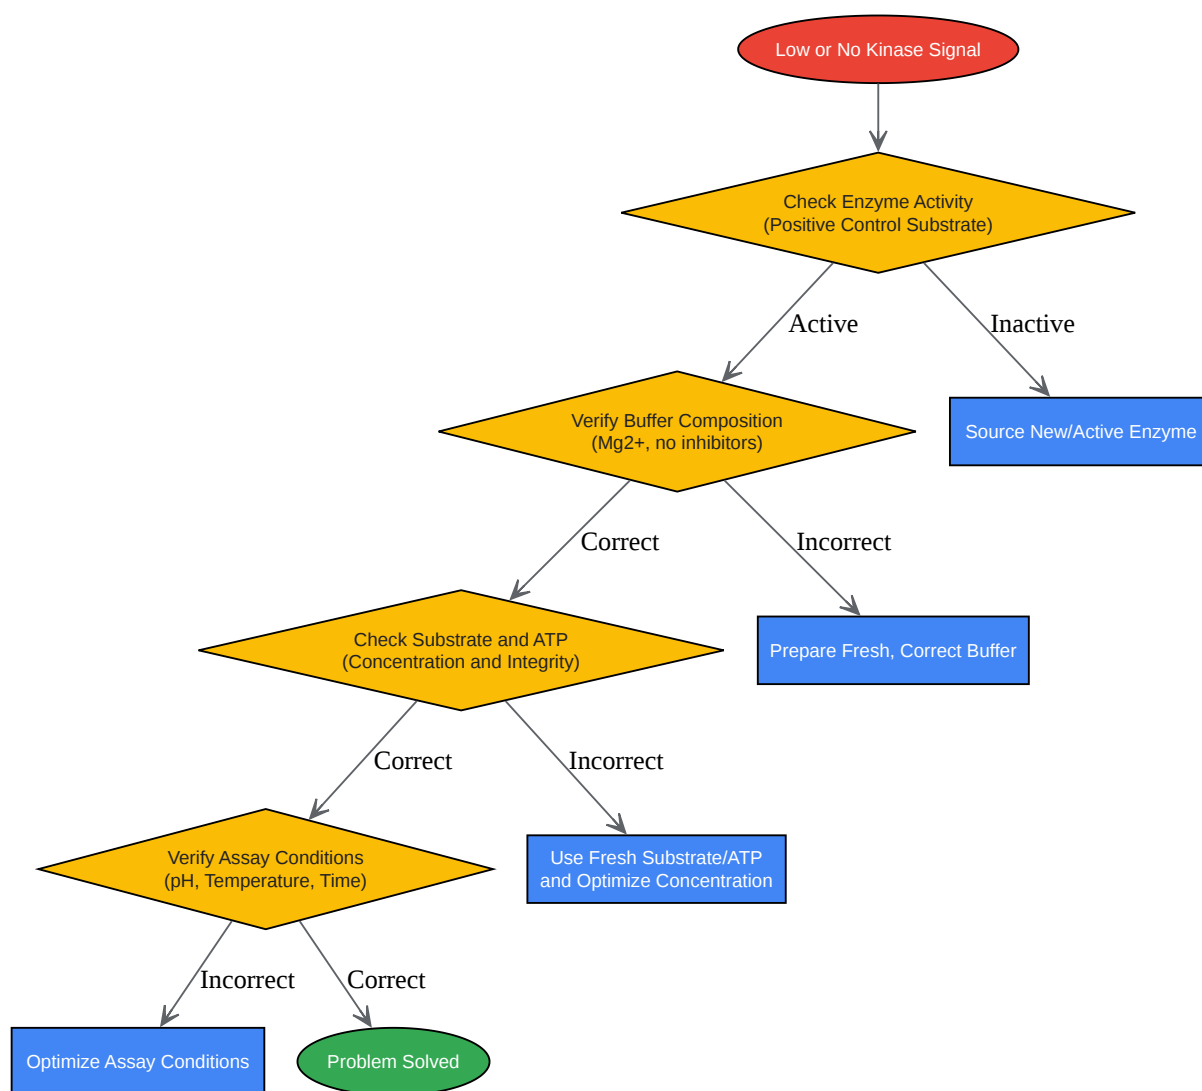 Low or No Kinase Signal
Check Enzyme Activity
(Positive Control Substrate)
Active
Inactive
Verify Buffer Composition
(Mg2+, no inhibitors)
Source New/Active Enzyme
Correct
Incorrect
Check Substrate and ATP
(Concentration and Integrity)
Prepare Fresh, Correct Buffer
Correct
Incorrect
Verify Assay Conditions
(pH, Temperature, Time)
Use Fresh Substrate/ATP
and Optimize Concentration
Incorrect
Correct
Optimize Assay Conditions
Problem Solved